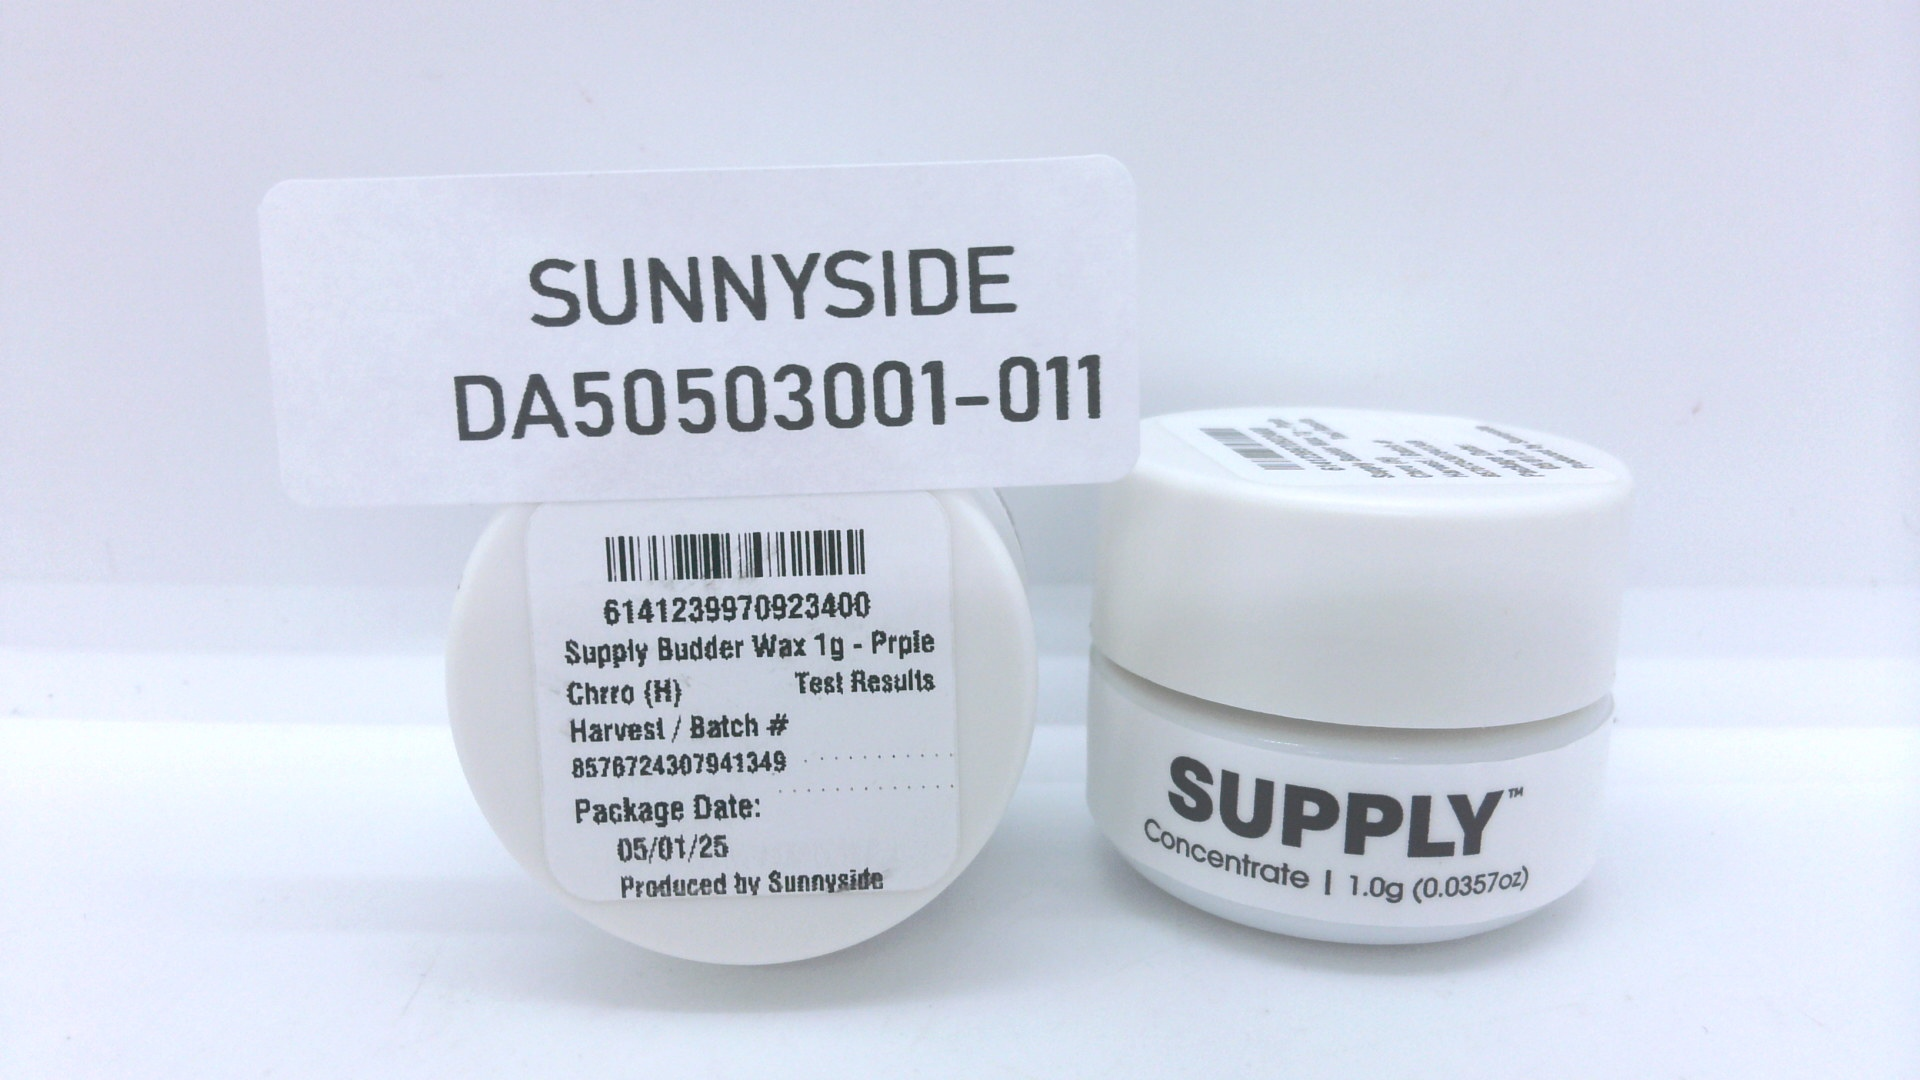 SUNNYSIDE
DA50503001-011
6141239970923400
Supply Budder Wax 1g - Prple
Chrro (H) Test Results
Harvest / Batch #
8576724307941349
Package Date:
05/01/25
Produced by Sunnyside
SUPPLY™
Concentrate | 1.0g (0.0357oz)